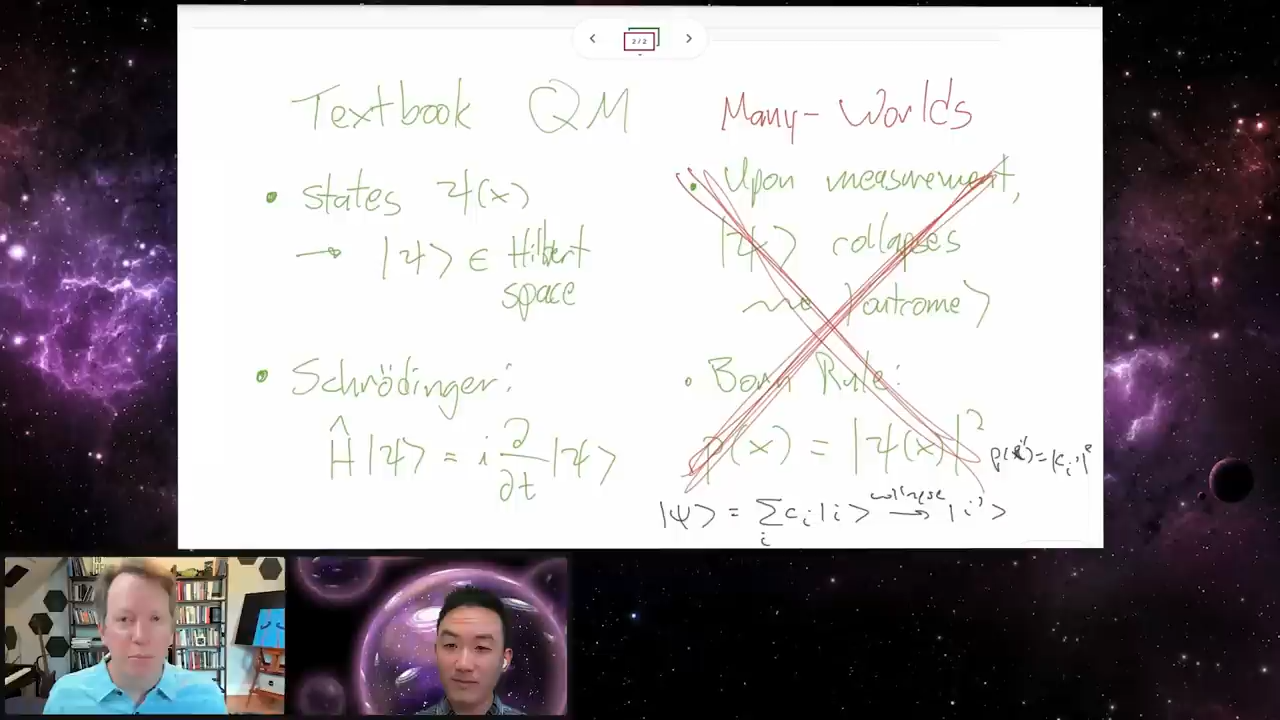 2/2
Textbook QM
• states ψ(x)
→ |ψ> ∈ Hilbert
space
• Schrödinger:
Ĥ|ψ> = i ∂/∂t |ψ>
Many-Worlds
• Upon measurement,
|ψ> collapses
|outcome>
• Born Rule:
p(x) = |ψ(x)|²
p(i') = |c_i'|²
|ψ> = ∑_i c_i |i> collapse → |i'>